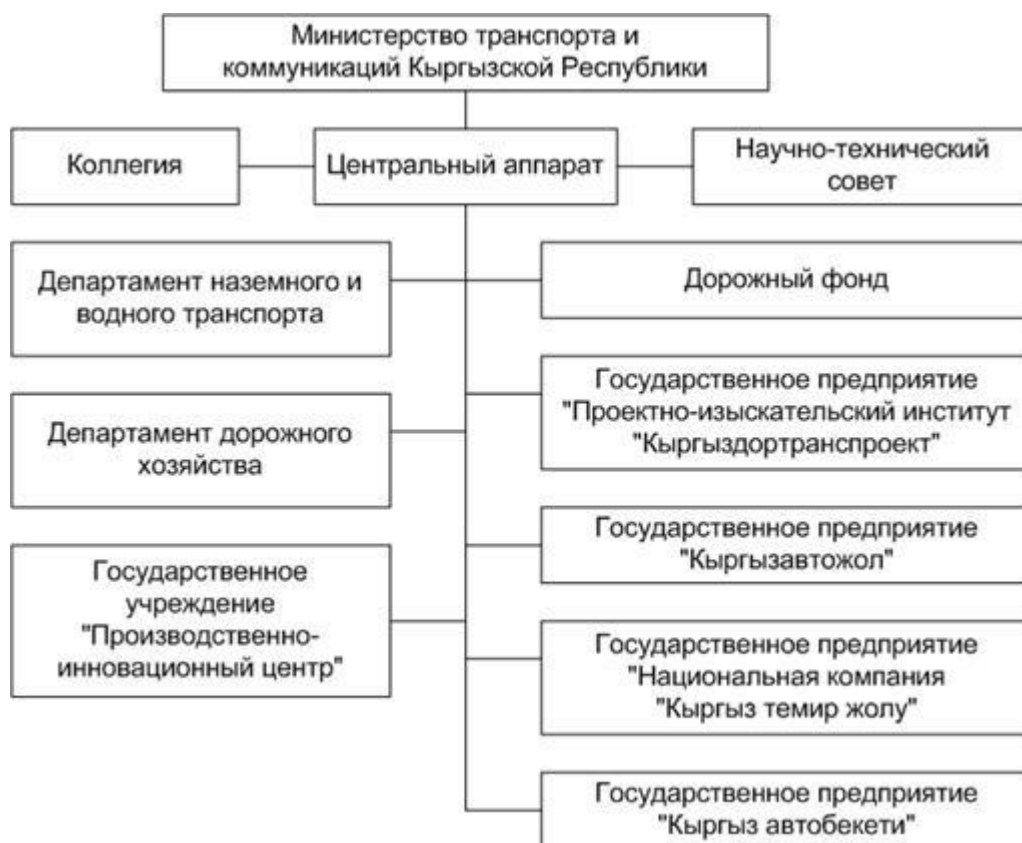 Министерство транспорта и
коммуникаций Кыргызской Республики
Коллегия
Центральный аппарат
Научно-технический
совет
Департамент наземного и
водного транспорта
Дорожный фонд
Государственное предприятие
"Проектно-изыскательский институт
"Кыргыздортранспроект"
Департамент дорожного
хозяйства
Государственное предприятие
"Кыргызавтожол"
Государственное
учреждение
"Производственно-
инновационный центр"
Государственное предприятие
"Национальная компания
"Кыргыз темир жолу"
Государственное предприятие
"Кыргыз автобекети"